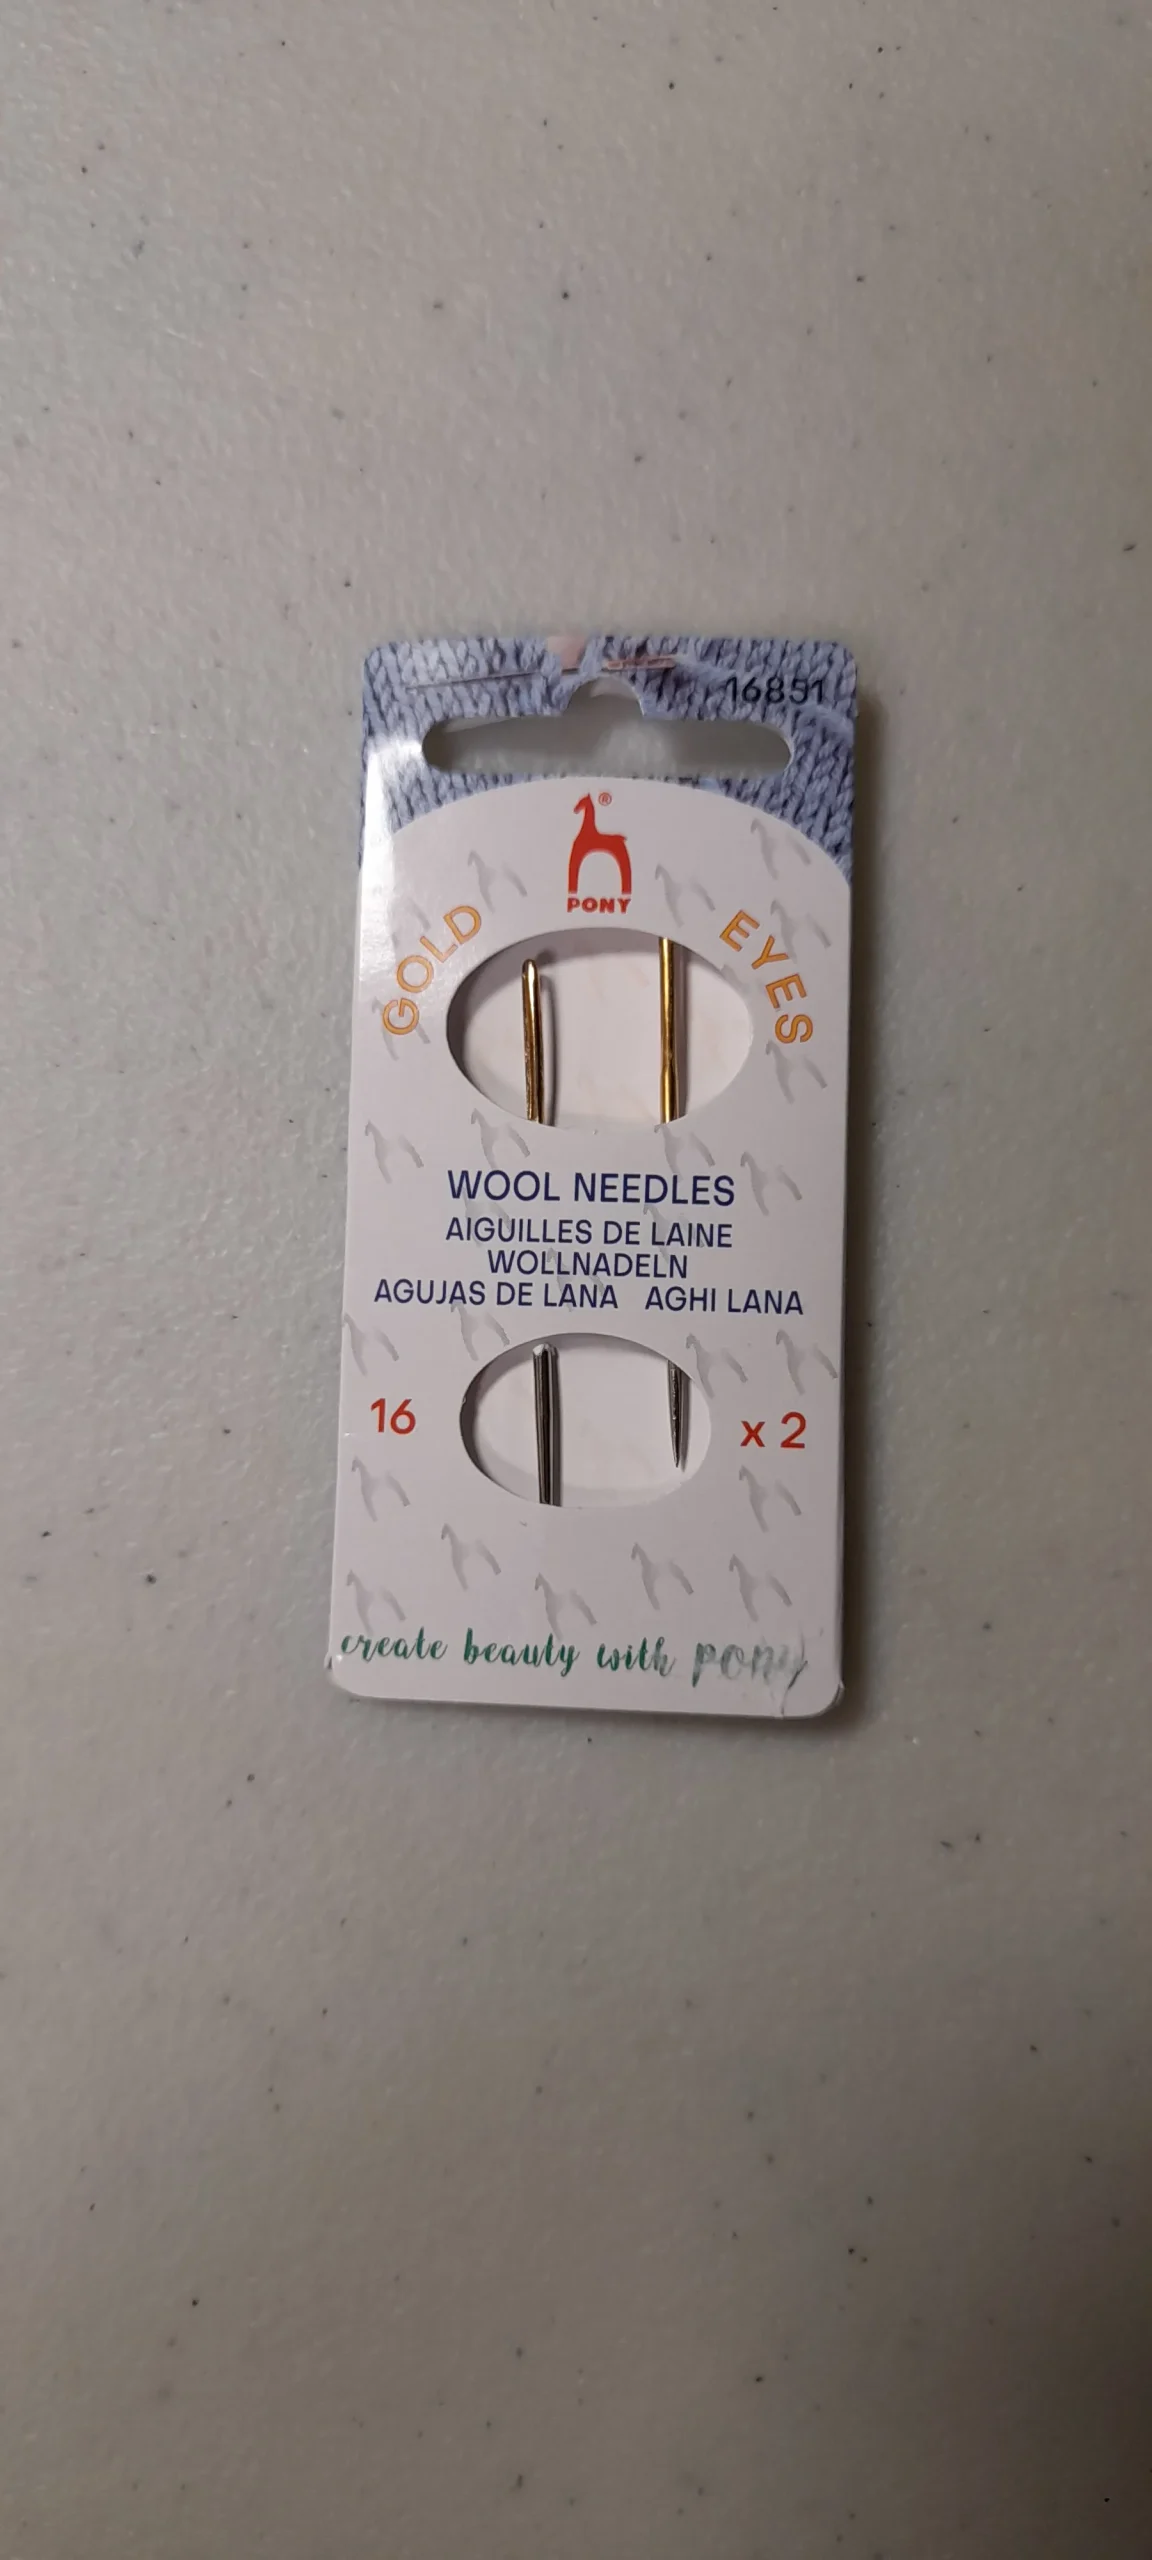 16851
®
PONY
GOLD EYES
WOOL NEEDLES
AIGUILLES DE LAINE
WOLLNADELN
AGUJAS DE LANA AGHI LANA
16 x 2
create beauty with pony